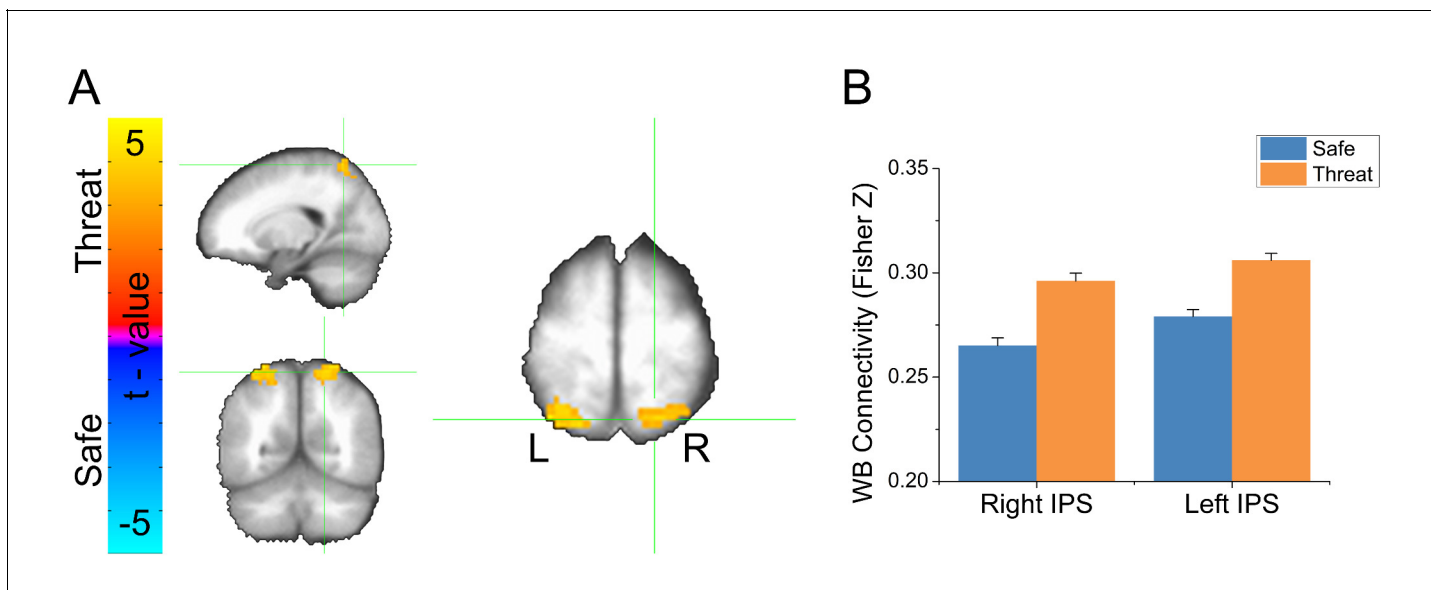 A
5
Threat
t - value
Safe
-5
L
R
B
Safe
Threat
WB Connectivity (Fisher Z)
0.35
0.30
0.25
0.20
Right IPS
Left IPS